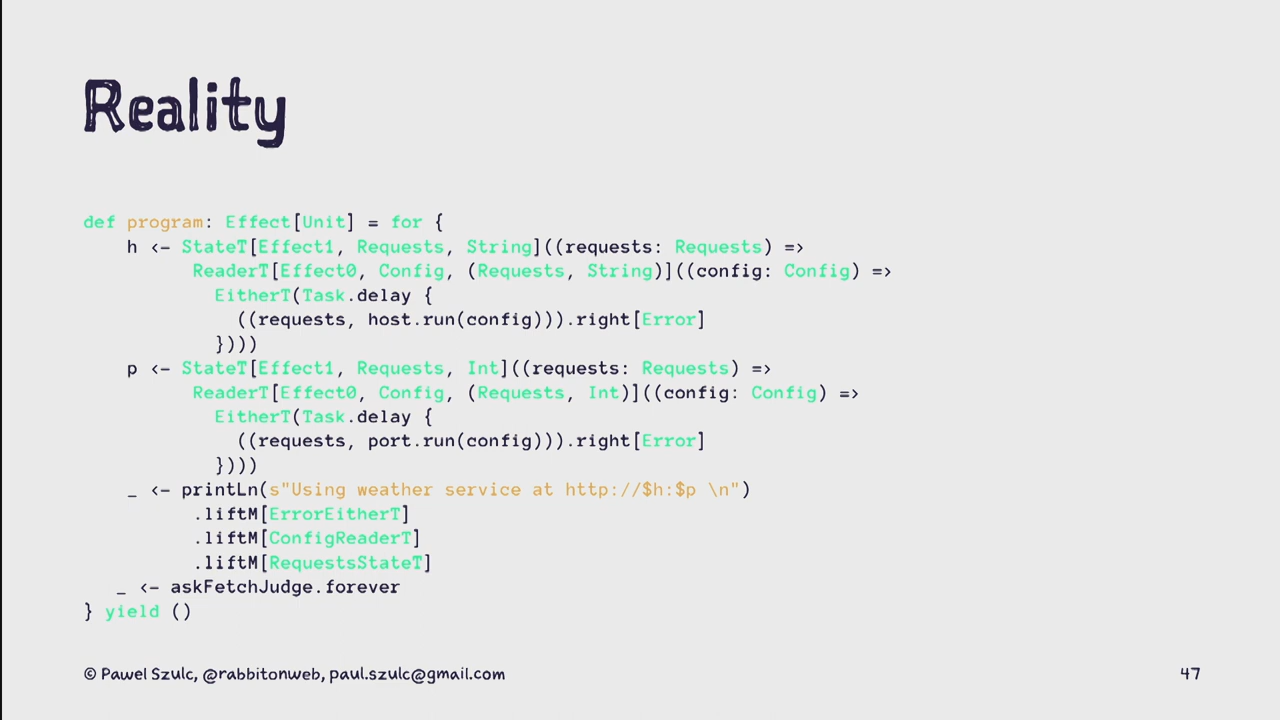 Reality
def program: Effect[Unit] = for {
    h <- StateT[Effect1, Requests, String]((requests: Requests) =>
          ReaderT[Effect0, Config, (Requests, String)]((config: Config) =>
            EitherT(Task.delay {
              ((requests, host.run(config))).right[Error]
            })))
    p <- StateT[Effect1, Requests, Int]((requests: Requests) =>
          ReaderT[Effect0, Config, (Requests, Int)]((config: Config) =>
            EitherT(Task.delay {
              ((requests, port.run(config))).right[Error]
            })))
    _ <- printLn(s"Using weather service at http://$h:$p \n")
          .liftM[ErrorEitherT]
          .liftM[ConfigReaderT]
          .liftM[RequestsStateT]
   _ <- askFetchJudge.forever
} yield ()
© Pawel Szulc, @rabbitonweb, paul.szulc@gmail.com
47